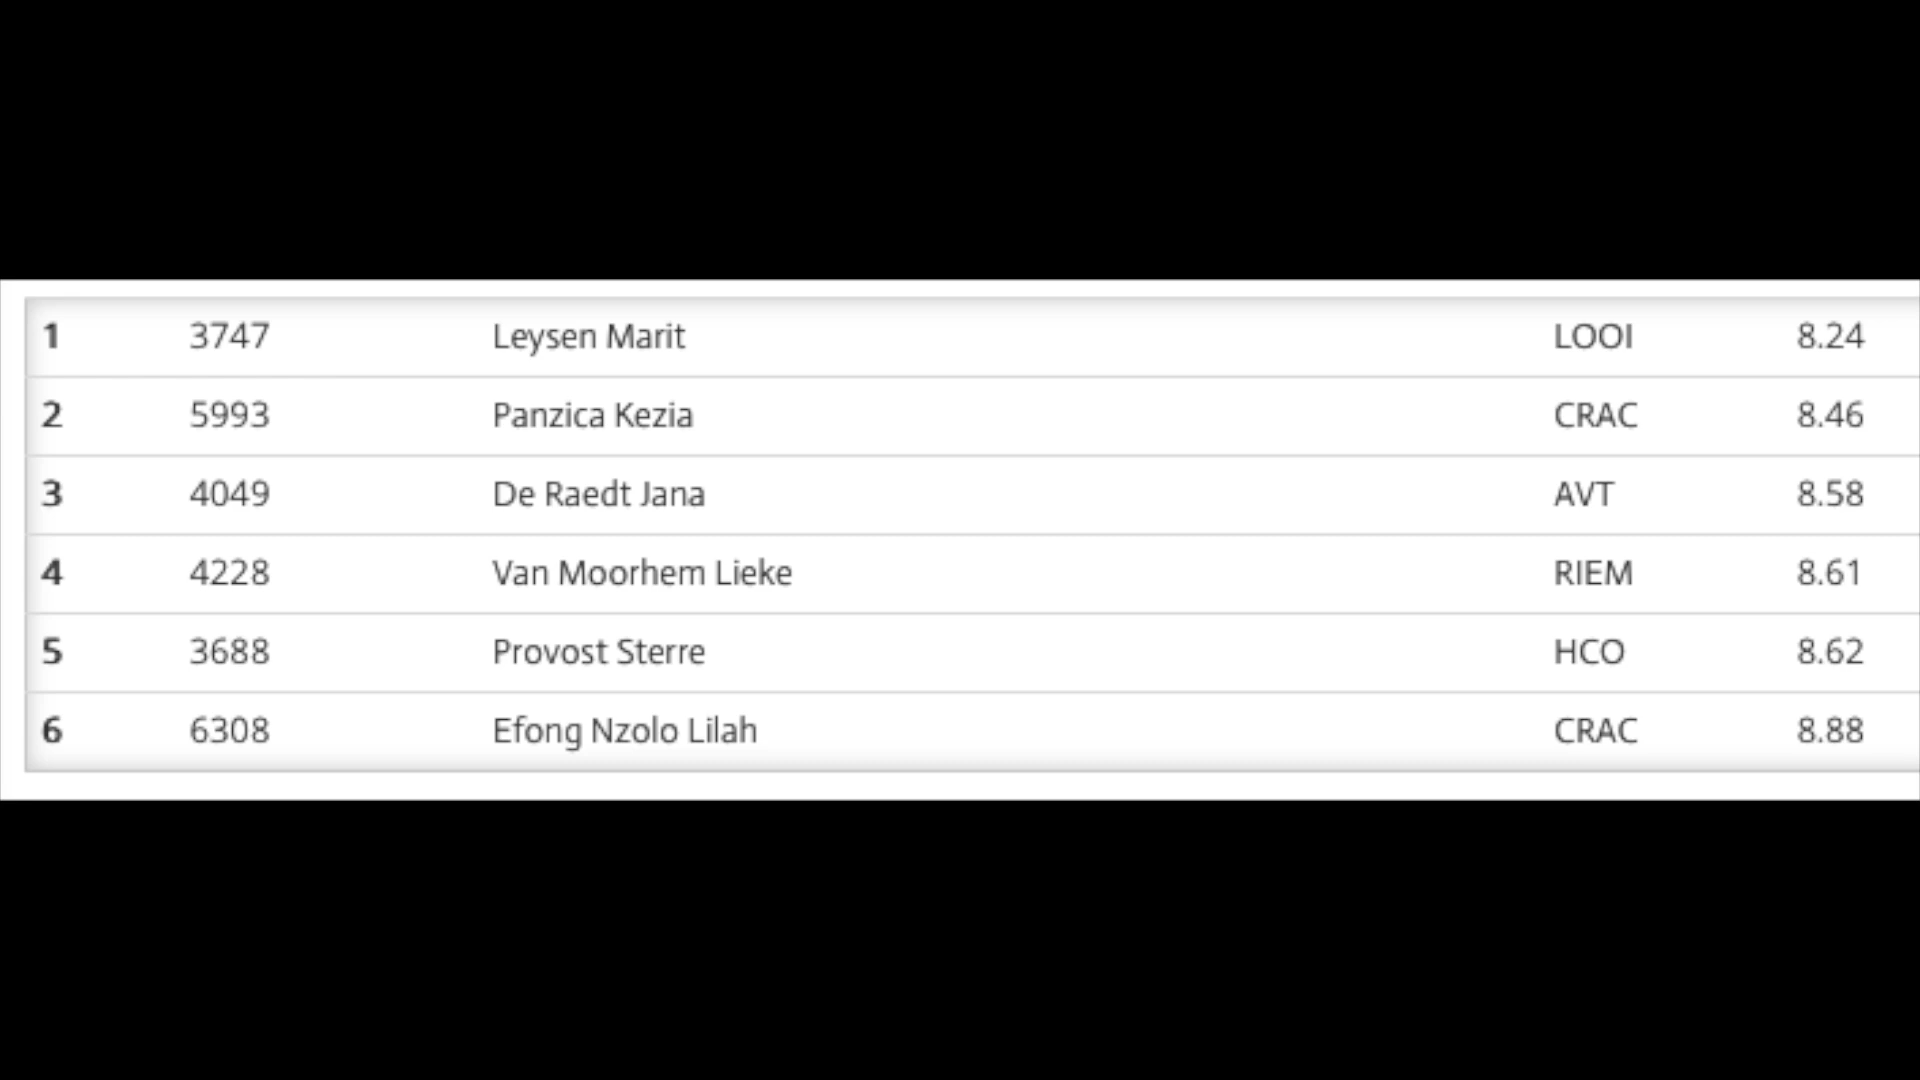 1 3747 Leysen Marit LOOI 8.24
2 5993 Panzica Kezia CRAC 8.46
3 4049 De Raedt Jana AVT 8.58
4 4228 Van Moorhem Lieke RIEM 8.61
5 3688 Provost Sterre HCO 8.62
6 6308 Efong Nzolo Lilah CRAC 8.88